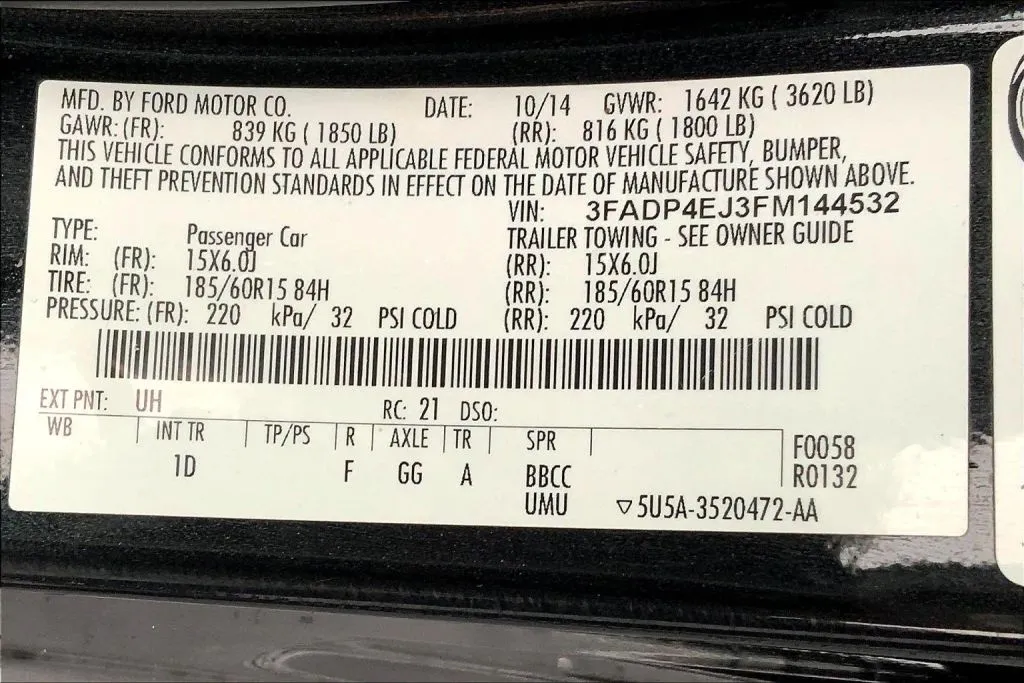 MFD. BY FORD MOTOR CO. DATE: 10/14 GVWR: 1642 KG ( 3620 LB)
GAWR: (FR): 839 KG ( 1850 LB) (RR): 816 KG ( 1800 LB)
THIS VEHICLE CONFORMS TO ALL APPLICABLE FEDERAL MOTOR VEHICLE SAFETY, BUMPER,
AND THEFT PREVENTION STANDARDS IN EFFECT ON THE DATE OF MANUFACTURE SHOWN ABOVE.
VIN: 3FADP4EJ3FM144532
TYPE: Passenger Car TRAILER TOWING - SEE OWNER GUIDE
RIM: (FR): 15X6.0J (RR): 15X6.0J
TIRE: (FR): 185/60R15 84H (RR): 185/60R15 84H
PRESSURE: (FR): 220 kPa/ 32 PSI COLD (RR): 220 kPa/ 32 PSI COLD
EXT PNT: UH RC: 21 DSO:
WB INT TR TP/PS R AXLE TR SPR F0058
1D F GG A BBCC R0132
UMU ▽5U5A-3520472-AA